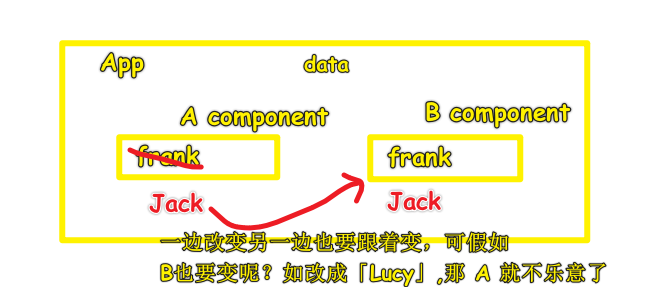 App data
A component B component
frank frank
Jack Jack
一边改变另一边也要跟着变，可假如
B也要变呢？如改成「Lucy」,那 A 就不乐意了